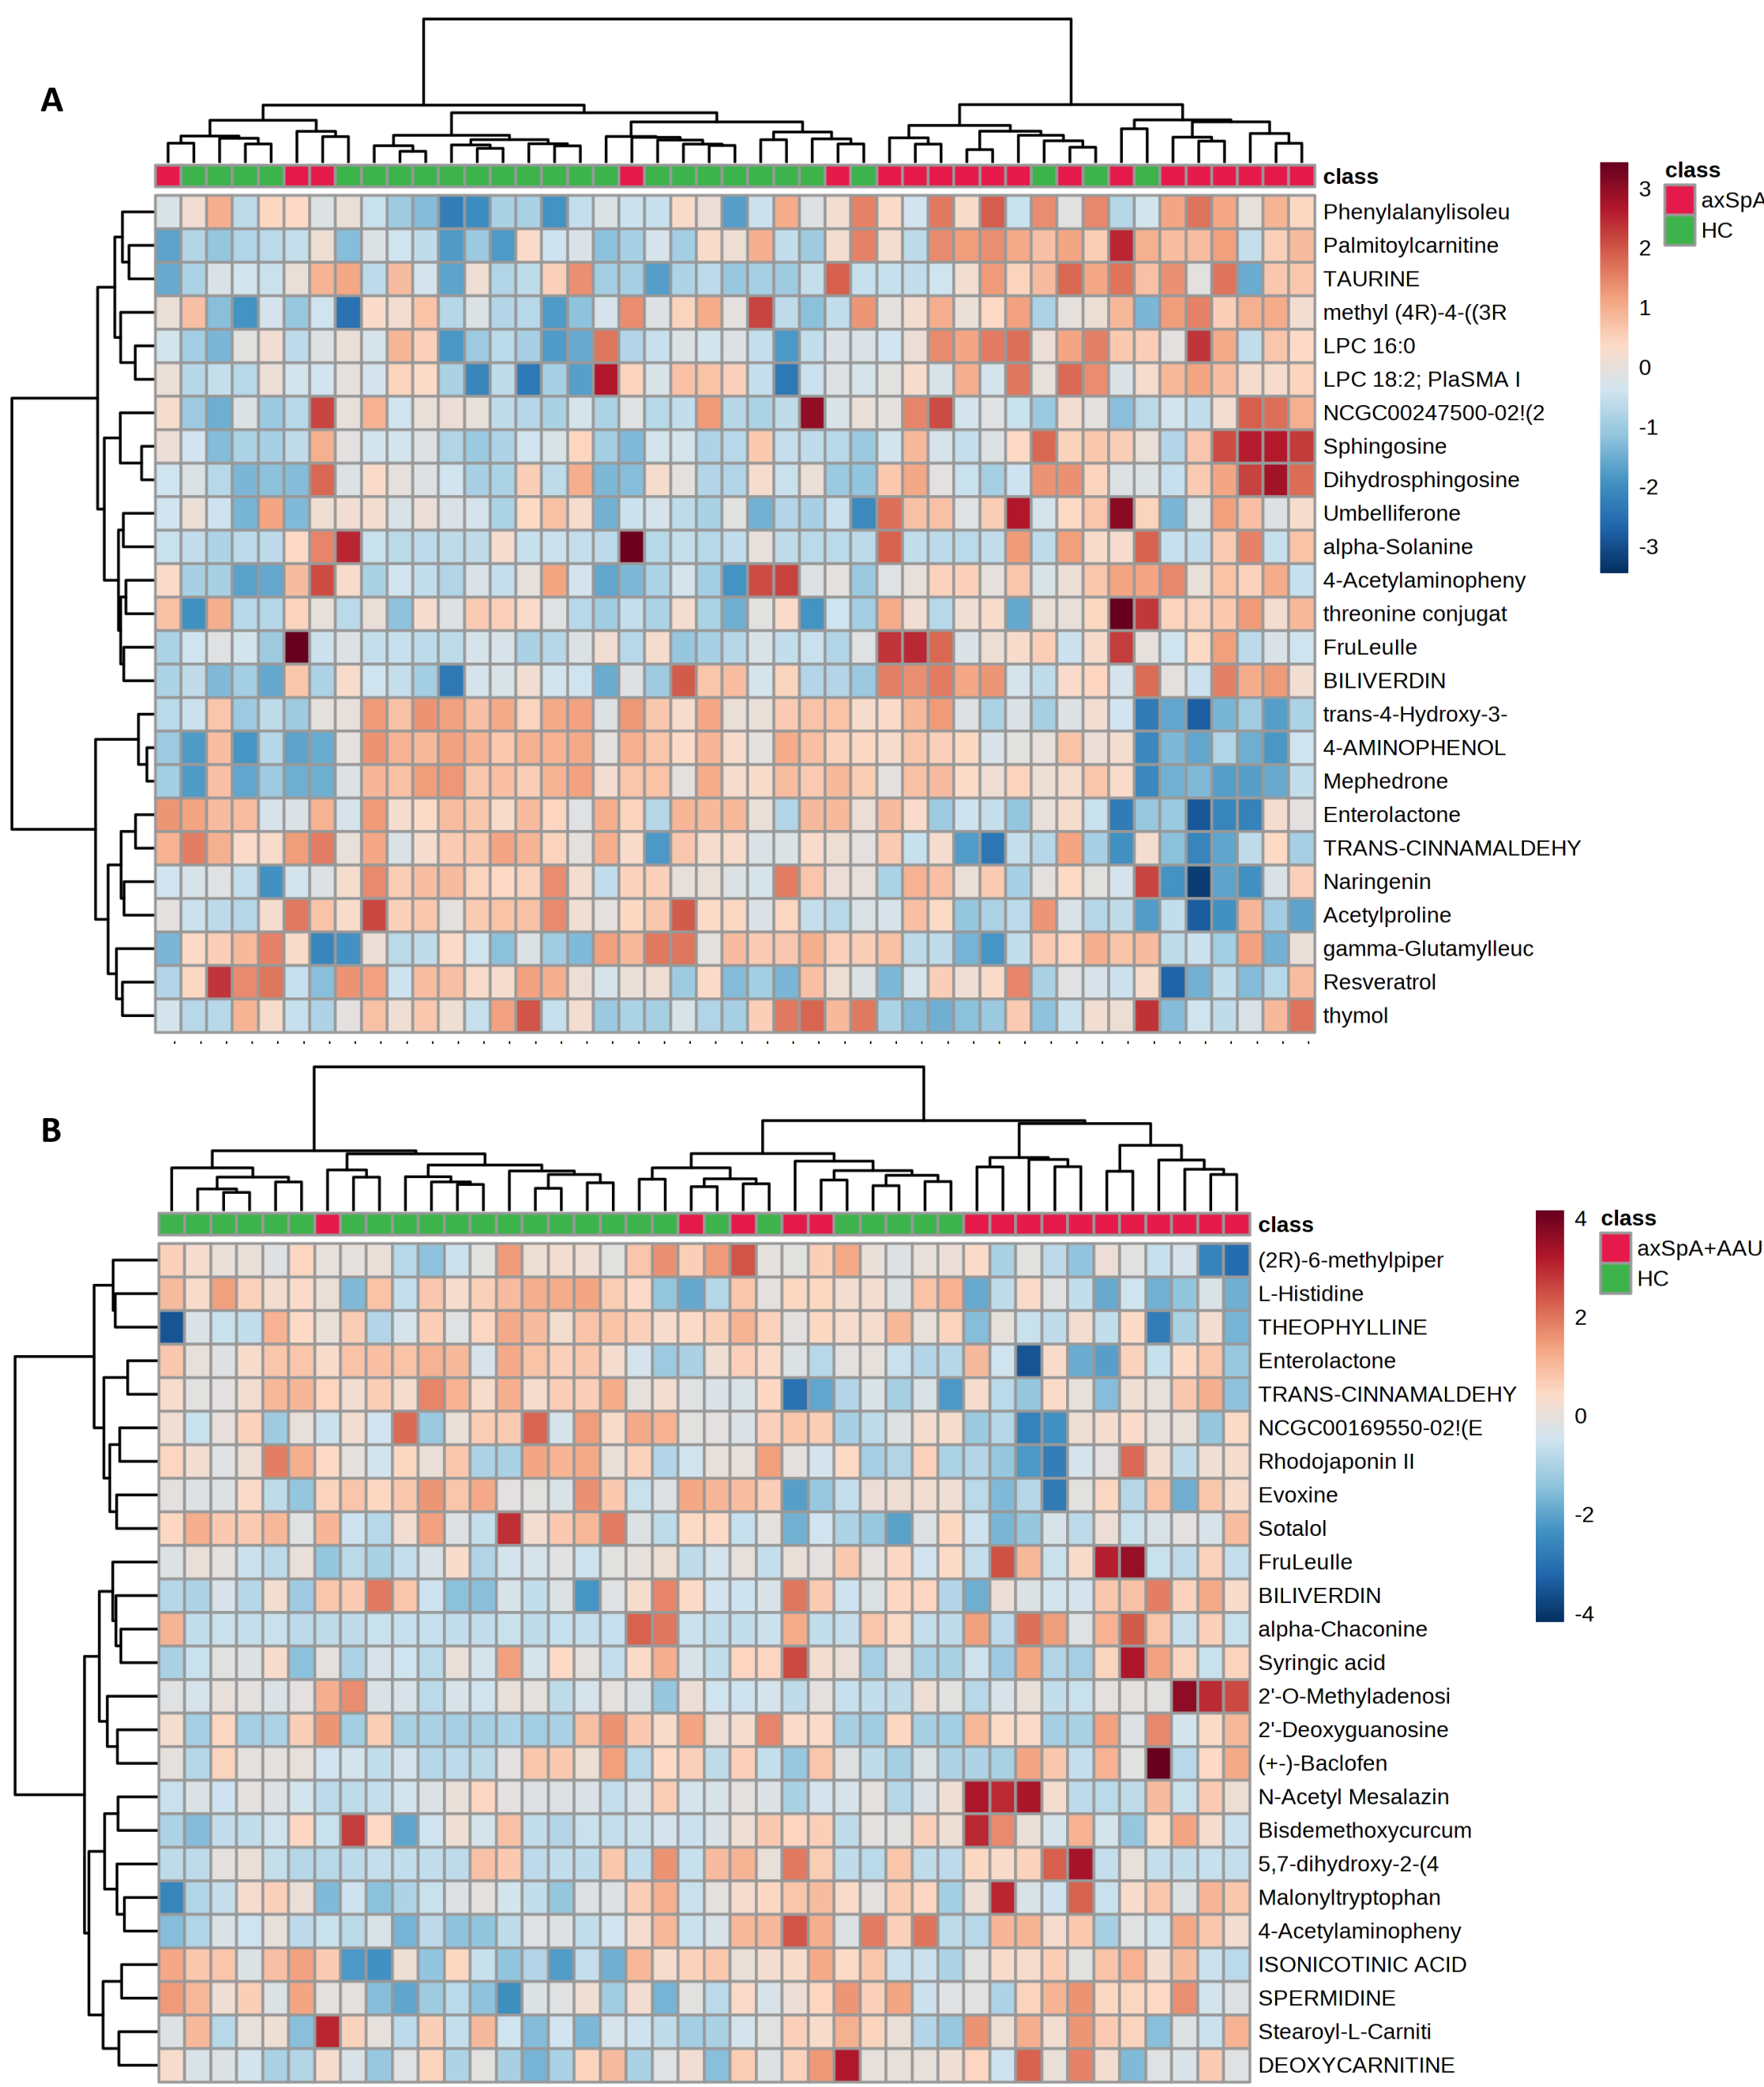 A
class
Phenylalanylisoleu
Palmitoylcarnitine
TAURINE
methyl (4R)-4-((3R
LPC 16:0
LPC 18:2; PlaSMA I
NCGC00247500-02!(2
Sphingosine
Dihydrosphingosine
Umbelliferone
alpha-Solanine
4-Acetylaminopheny
threonine conjugat
FruLeuIle
BILIVERDIN
trans-4-Hydroxy-3-
4-AMINOPHENOL
Mephedrone
Enterolactone
TRANS-CINNAMALDEHY
Naringenin
Acetylproline
gamma-Glutamylleuc
Resveratrol
thymol
3
2
1
0
-1
-2
-3
class
axSpA
HC
B
class
(2R)-6-methylpiper
L-Histidine
THEOPHYLLINE
Enterolactone
TRANS-CINNAMALDEHY
NCGC00169550-02!(E
Rhodojaponin II
Evoxine
Sotalol
FruLeuIle
BILIVERDIN
alpha-Chaconine
Syringic acid
2'-O-Methyladenosi
2'-Deoxyguanosine
(+-)-Baclofen
N-Acetyl Mesalazin
Bisdemethoxycurcum
5,7-dihydroxy-2-(4
Malonyltryptophan
4-Acetylaminopheny
ISONICOTINIC ACID
SPERMIDINE
Stearoyl-L-Carniti
DEOXYCARNITINE
4
2
0
-2
-4
class
axSpA+AAU
HC